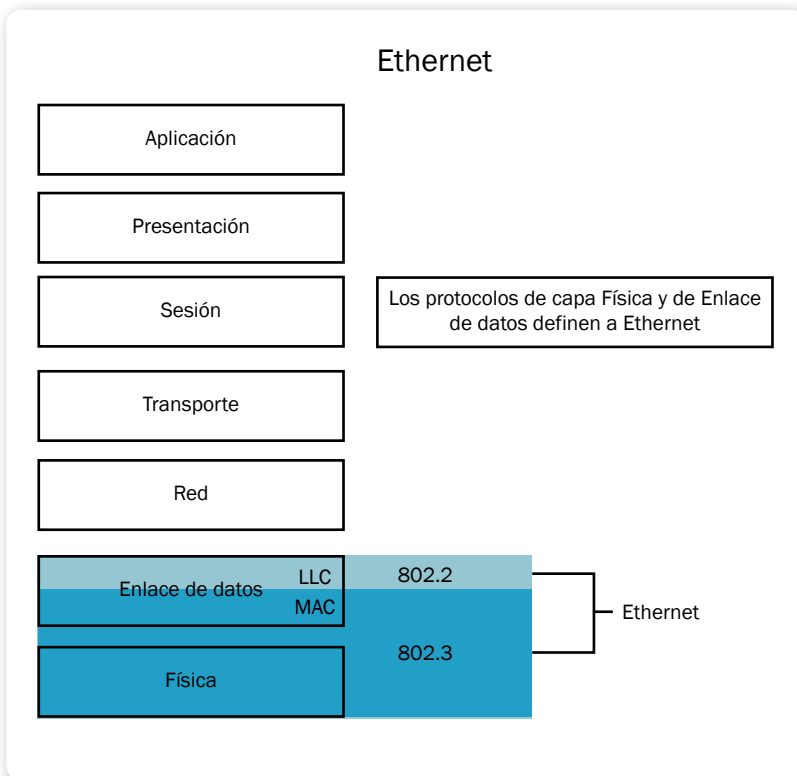 Ethernet
Aplicación
Presentación
Sesión
Los protocolos de capa Física y de Enlace
de datos definen a Ethernet
Transporte
Red
Enlace de datos
LLC
MAC
802.2
802.3
Ethernet
Física